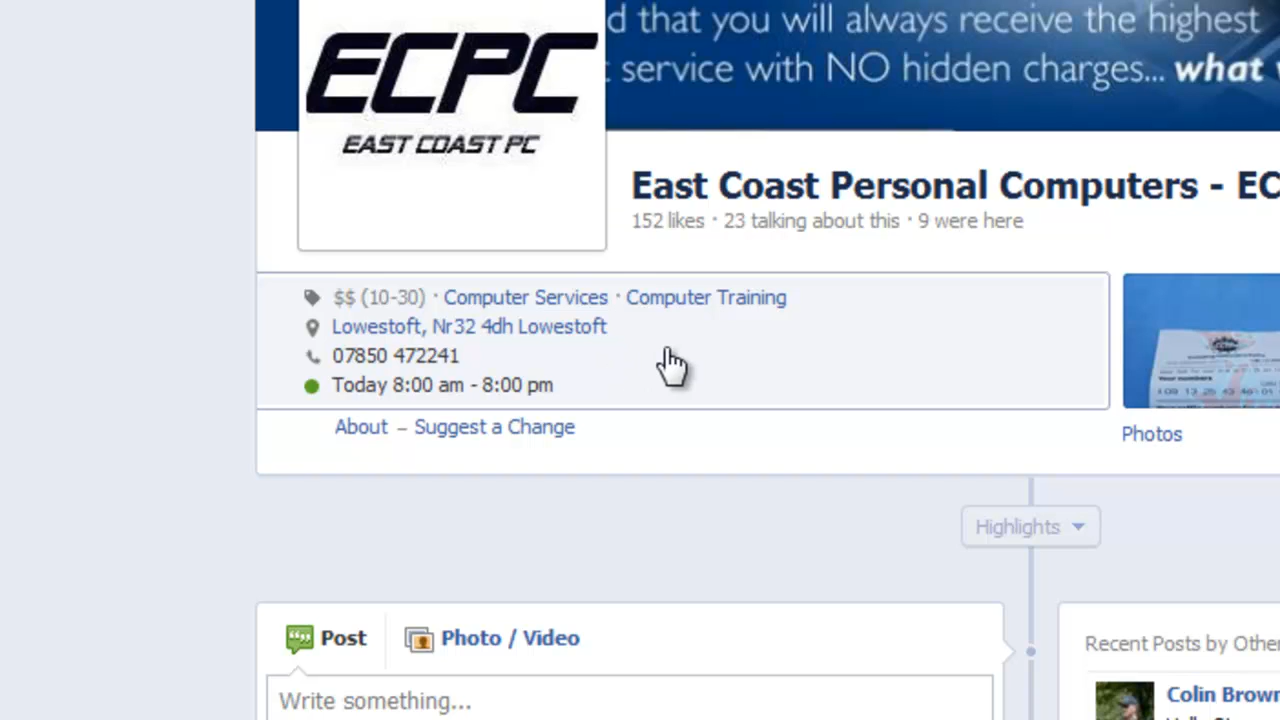 d that you will always receive the highest
service with NO hidden charges... what
ECPC
EAST COAST PC
East Coast Personal Computers - EC
152 likes · 23 talking about this · 9 were here
$$ (10-30) · Computer Services · Computer Training
Lowestoft, Nr32 4dh Lowestoft
07850 472241
Today 8:00 am - 8:00 pm
About – Suggest a Change
Photos
Highlights
Post
Photo / Video
Write something...
Recent Posts by Other
Colin Brown